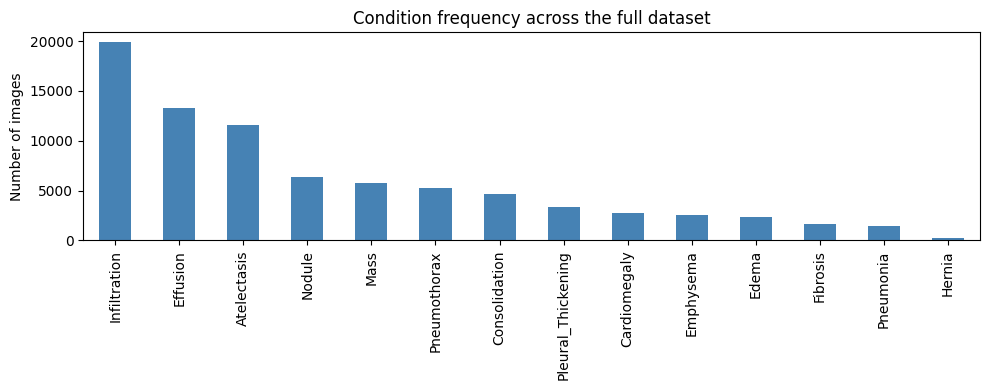 Condition frequency across the full dataset
Number of images
20000
15000
10000
5000
0
Infiltration
Effusion
Atelectasis
Nodule
Mass
Pneumothorax
Consolidation
Pleural_Thickening
Cardiomegaly
Emphysema
Edema
Fibrosis
Pneumonia
Hernia